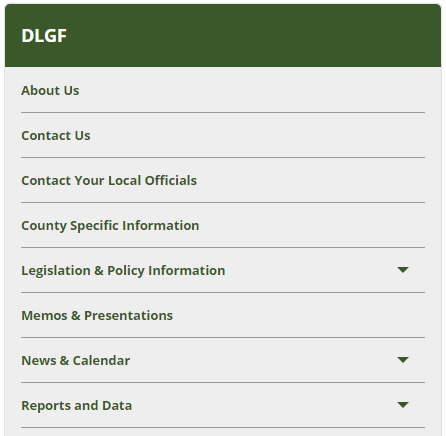 DLGF
About Us
Contact Us
Contact Your Local Officials
County Specific Information
Legislation & Policy Information
Memos & Presentations
News & Calendar
Reports and Data